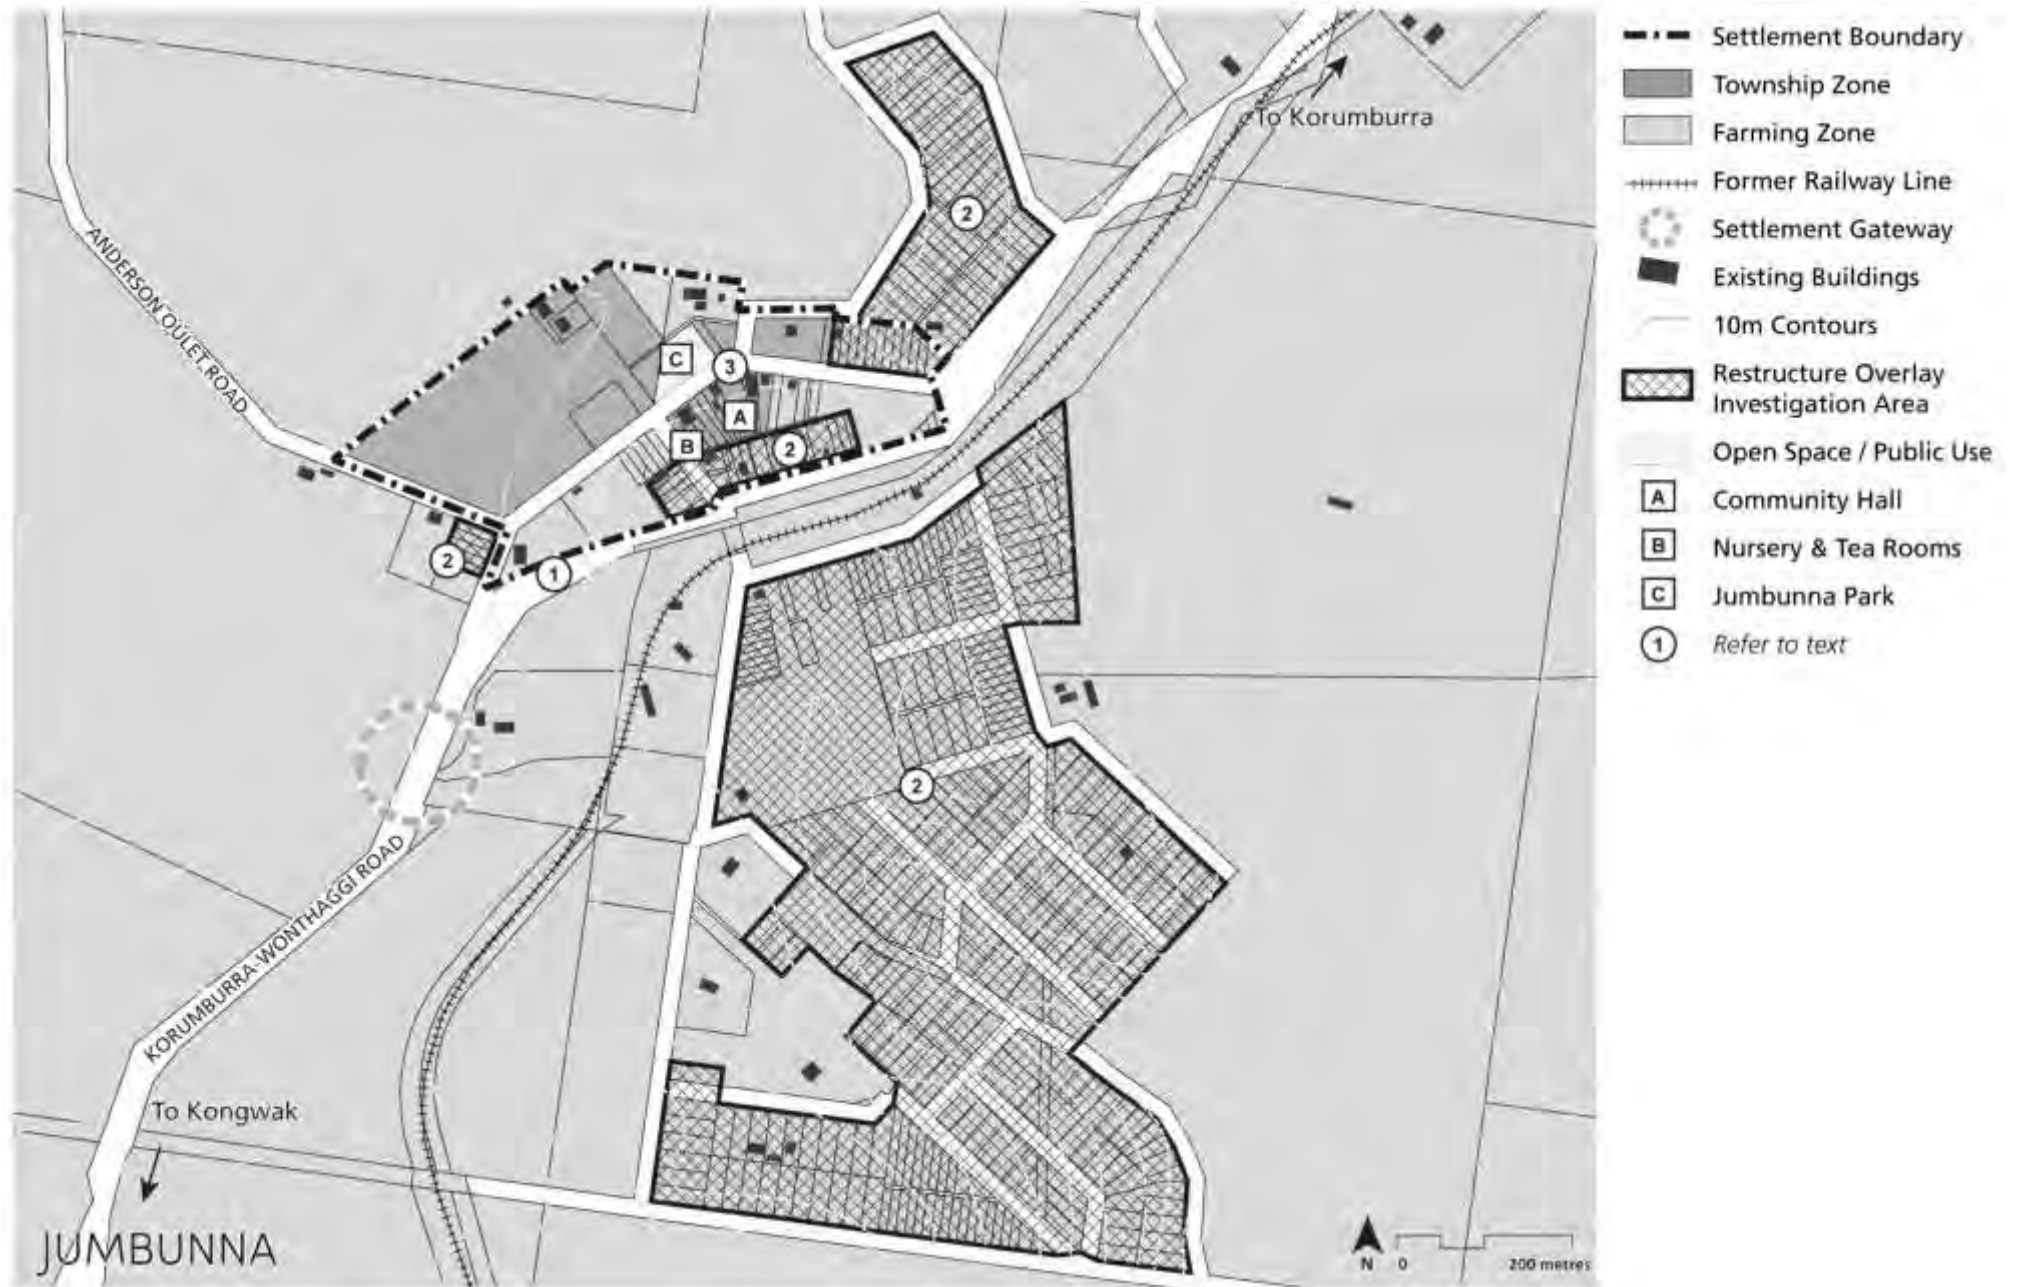 To Korumburra
ANDERSON OULET ROAD
2
C
3
A
B
2
2
1
2
KORUMBURRA-WONTHAGGI ROAD
To Kongwak
JUMBUNNA
N 0 200 metres
Settlement Boundary
Township Zone
Farming Zone
Former Railway Line
Settlement Gateway
Existing Buildings
10m Contours
Restructure Overlay
Investigation Area
Open Space / Public Use
A Community Hall
B Nursery & Tea Rooms
C Jumbunna Park
1 Refer to text